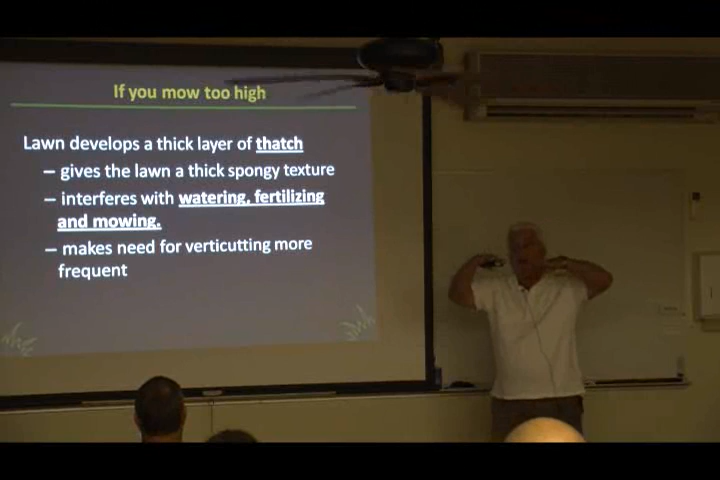 If you mow too high
Lawn develops a thick layer of thatch
– gives the lawn a thick spongy texture
– interferes with watering, fertilizing
and mowing.
– makes need for verticutting more
frequent